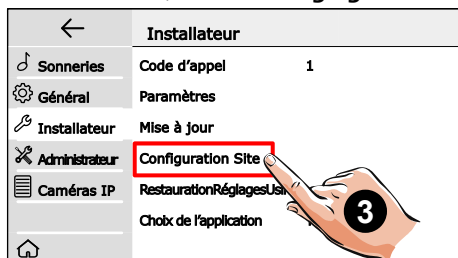 Installateur
Sonneries
Général
Installateur
Administrateur
Caméras IP
Code d'appel 1
Paramètres
Mise à jour
Configuration Site
Choix de l'application
3